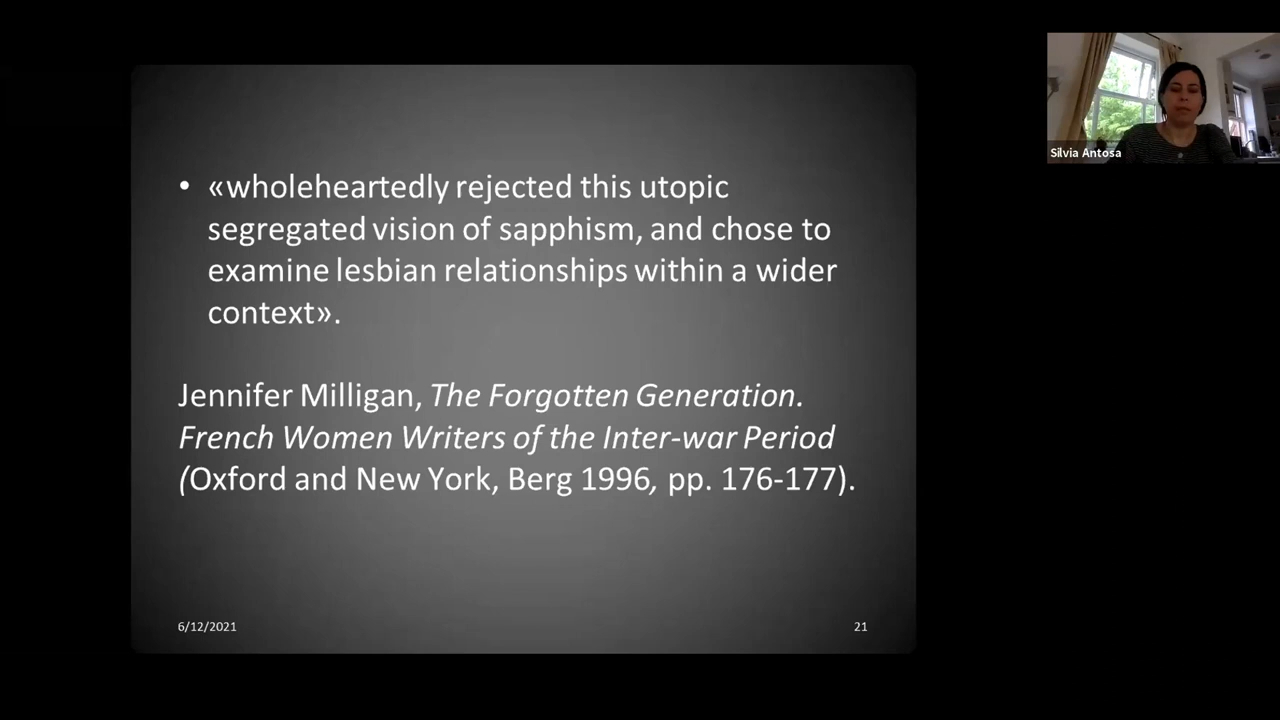 • «wholeheartedly rejected this utopic
segregated vision of sapphism, and chose to
examine lesbian relationships within a wider
context».
Jennifer Milligan, The Forgotten Generation.
French Women Writers of the Inter-war Period
(Oxford and New York, Berg 1996, pp. 176-177).
6/12/2021
21
Silvia Antosa